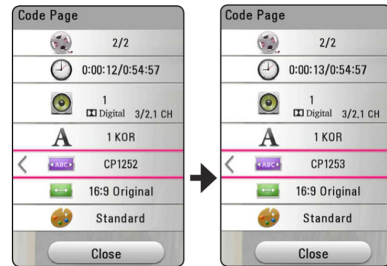 Code Page
2/2
0:00:12/0:54:57
1
Digital 3/2.1 CH
A 1 KOR
ABC CP1252
16:9 Original
Standard
Close
Code Page
2/2
0:00:13/0:54:57
1
Digital 3/2.1 CH
A 1 KOR
ABC CP1253
16:9 Original
Standard
Close